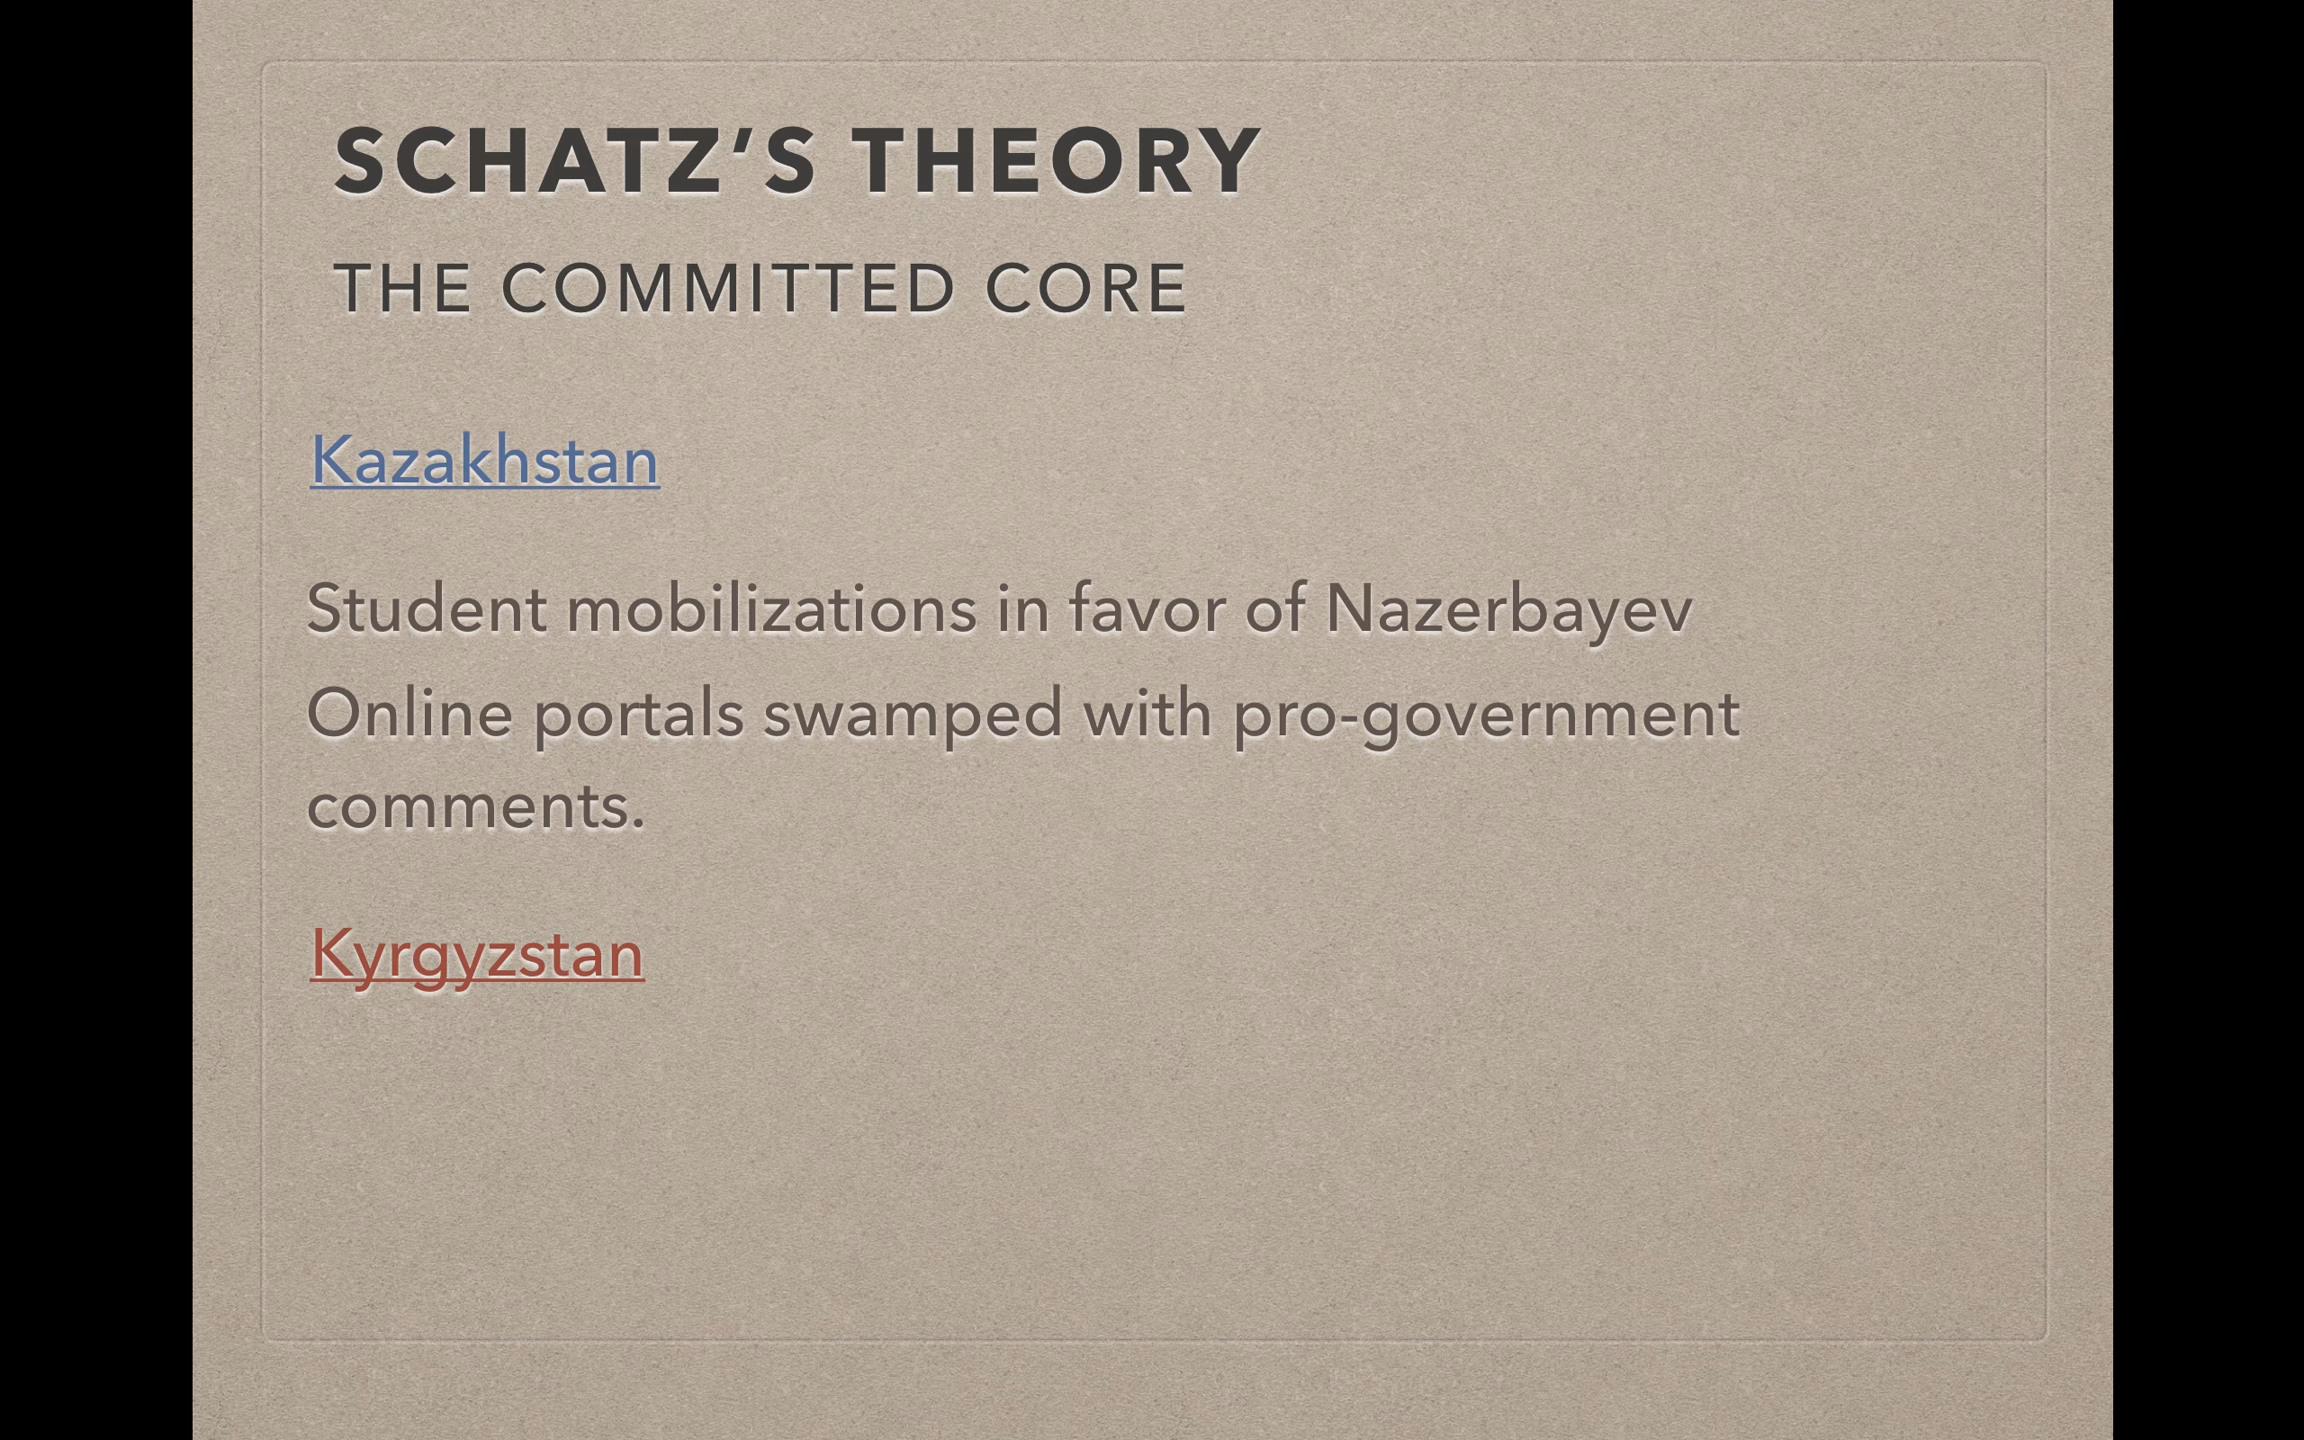 SCHATZ’S THEORY
THE COMMITTED CORE
Kazakhstan
Student mobilizations in favor of Nazerbayev
Online portals swamped with pro-government
comments.
Kyrgyzstan